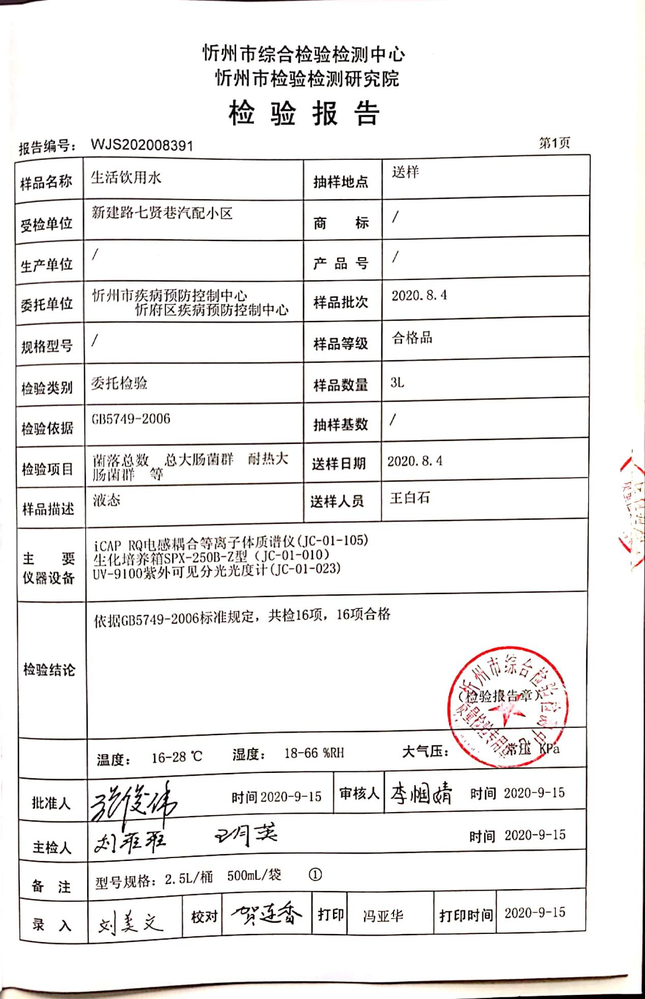 忻州市综合检验检测中心
忻州市检验检测研究院
检验报告
报告编号： WJS202008391 第1页
样品名称 生活饮用水 抽样地点 送样
受检单位 新建路七贤巷汽配小区 商 标 /
生产单位 / 产品号 /
委托单位 忻州市疾病预防控制中心 样品批次 2020.8.4
忻府区疾病预防控制中心
规格型号 / 样品等级 合格品
检验类别 委托检验 样品数量 3L
检验依据 GB5749-2006 抽样基数 /
检验项目 菌落总数 总大肠菌群 耐热大 送样日期 2020.8.4
肠菌群 等
样品描述 液态 送样人员 王白石
主 要
仪器设备
iCAP RQ电感耦合等离子体质谱仪(JC-01-105)
生化培养箱SPX-250B-Z型（JC-01-010）
UV-9100紫外可见分光光度计(JC-01-023)
检验结论
依据GB5749-2006标准规定，共检16项，16项合格
忻州市综合检验检测中心
（检验报告章）
质量检验专用章
温度： 16-28 ℃ 湿度： 18-66 %RH 大气压： 常压 KPa
批准人 张俊伟 时间 2020-9-15 审核人 时间 2020-9-15
主检人 刘菲菲 王月英 时间 2020-9-15
备 注 型号规格：2.5L/桶 500mL/袋 ①
录 入 刘美文 校对 贺连香 打印 冯亚华 打印时间 2020-9-15